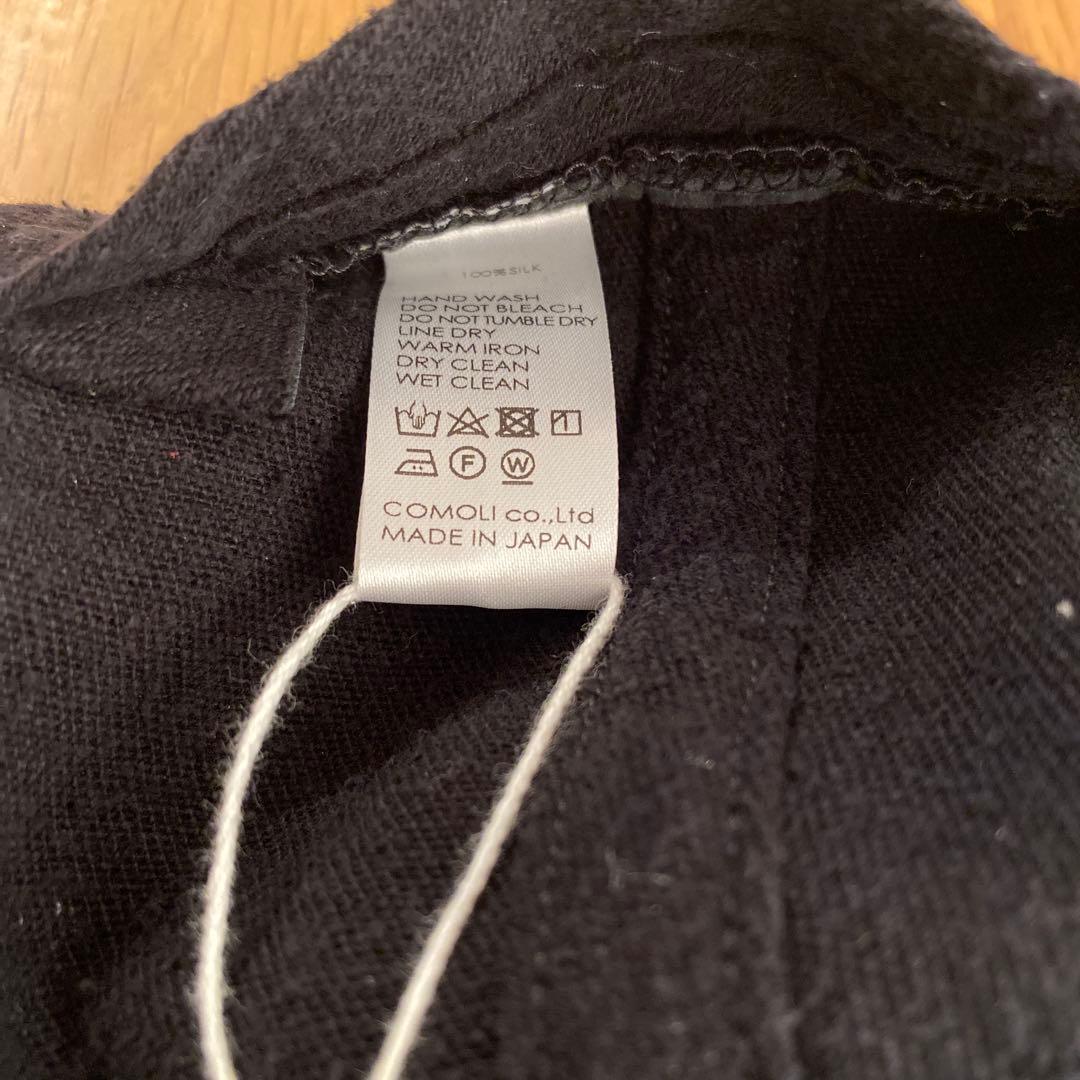 100%SILK
HAND WASH
DO NOT BLEACH
DO NOT TUMBLE DRY
LINE DRY
WARM IRON
DRY CLEAN
WET CLEAN
F W
COMOLI co.,Ltd
MADE IN JAPAN